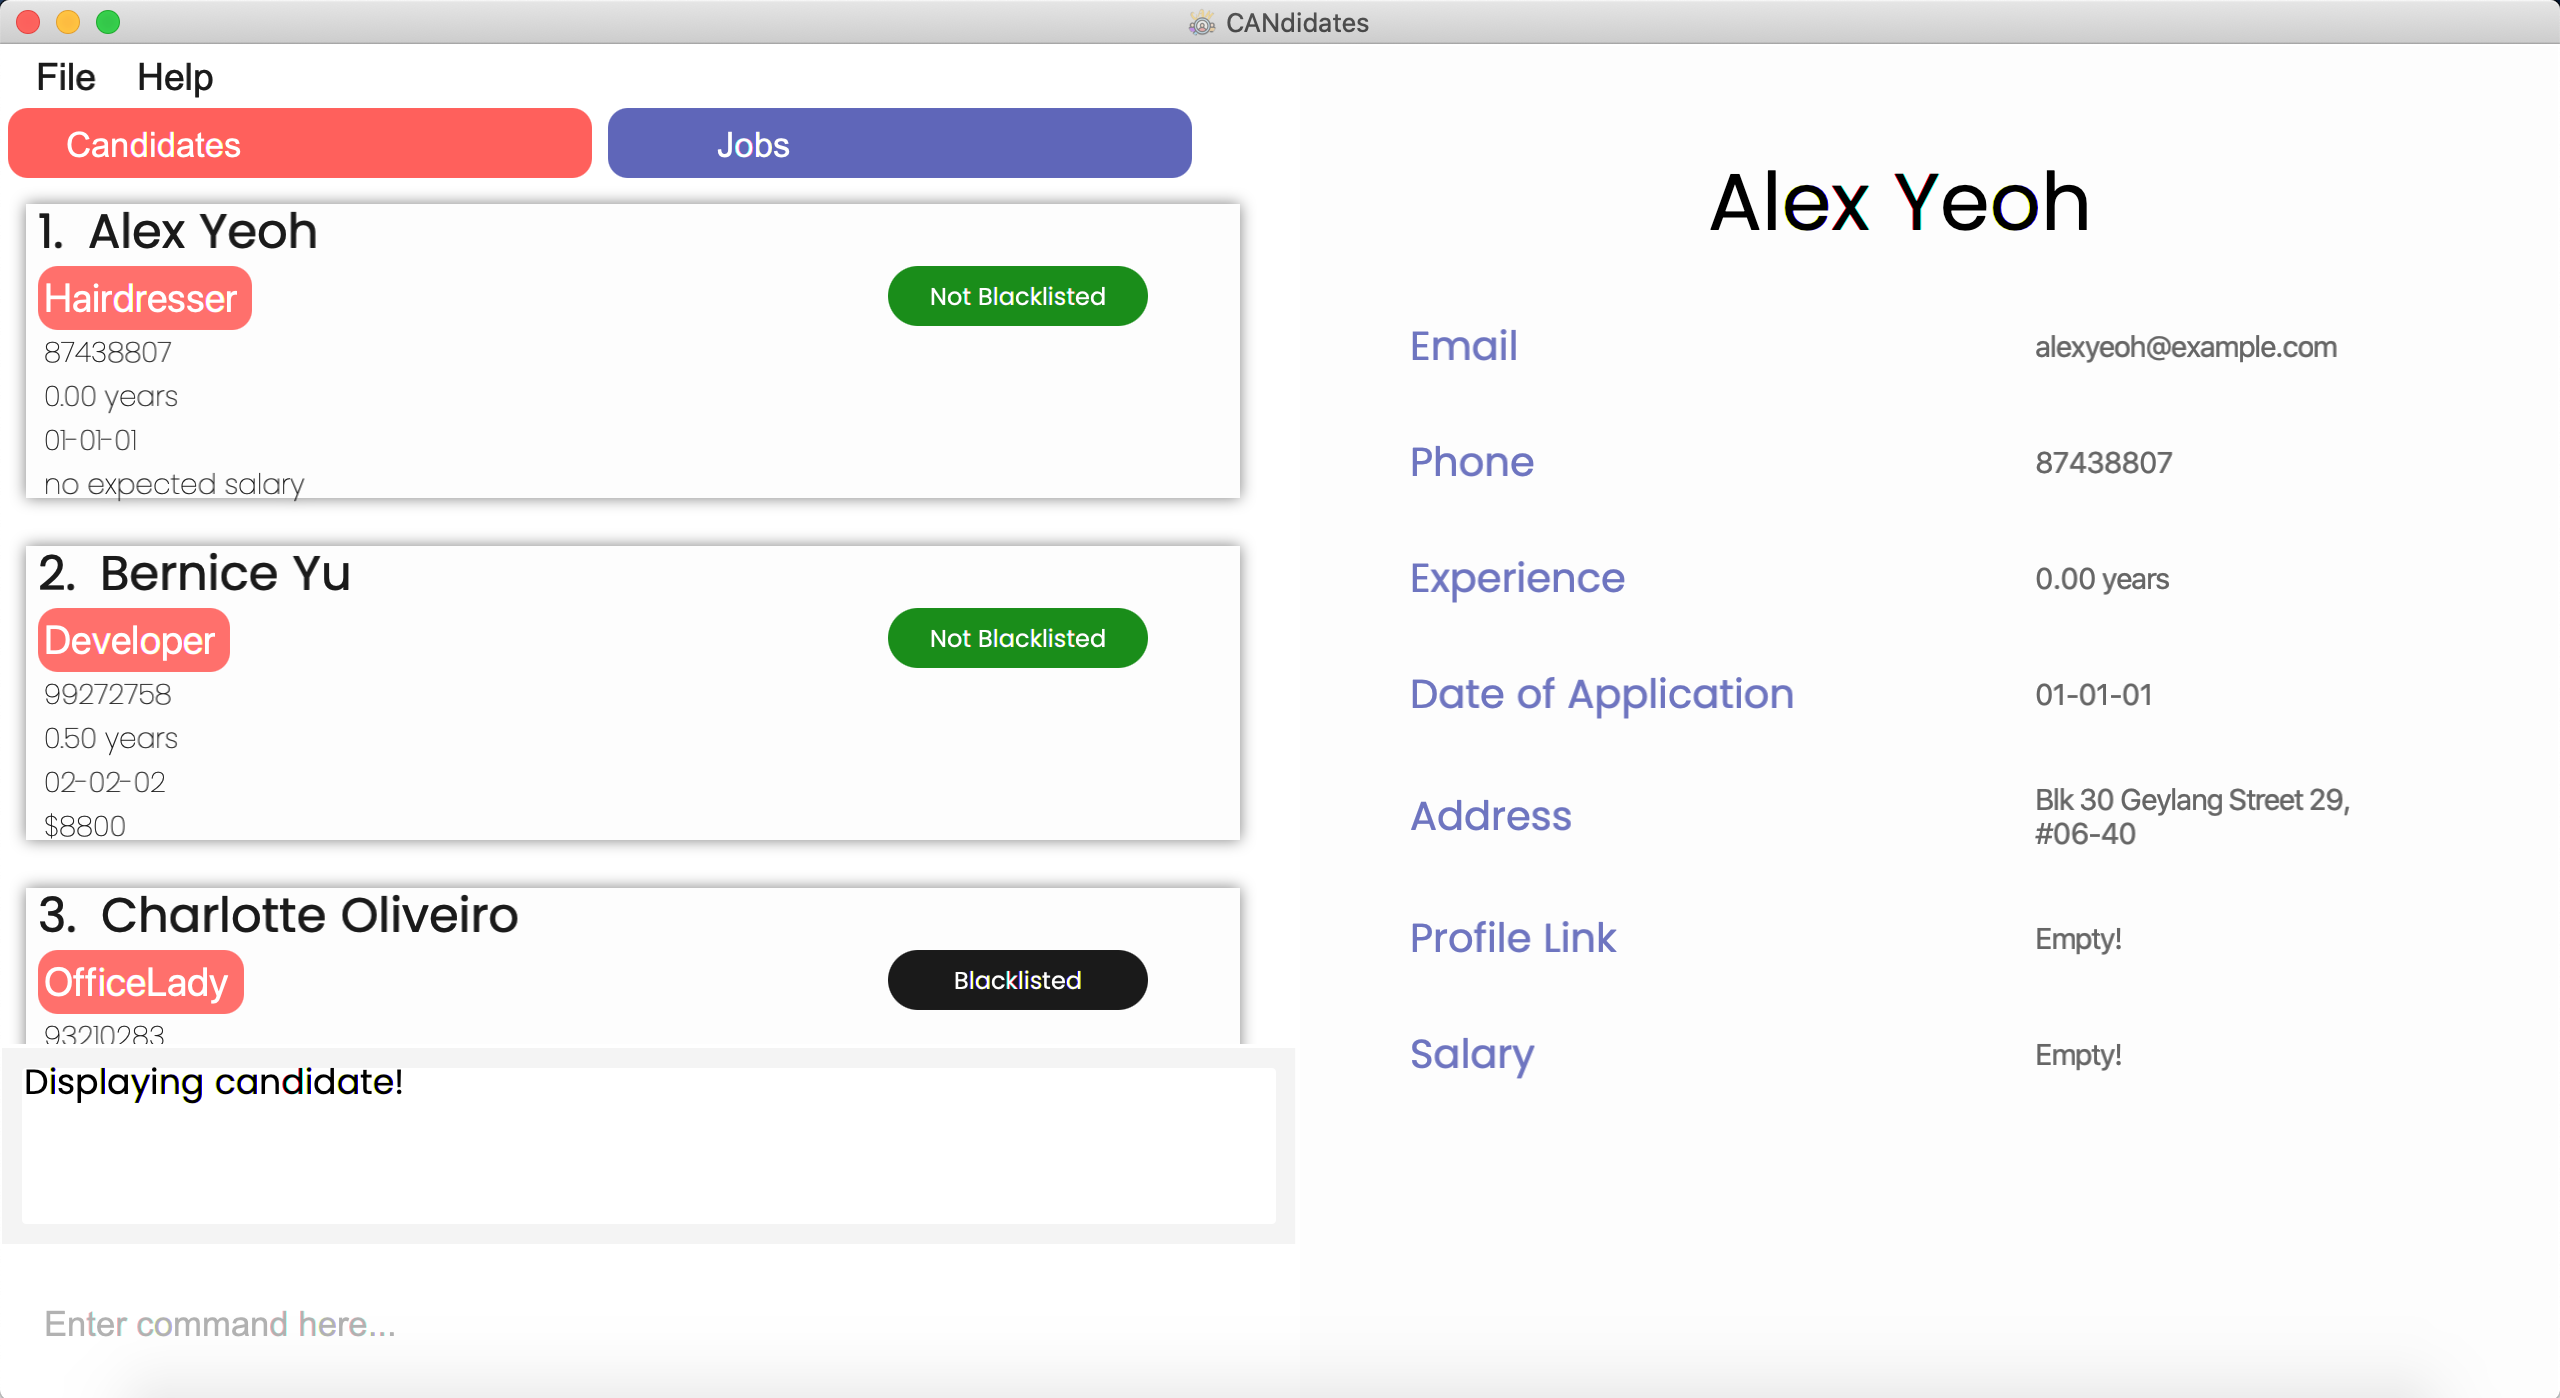 CANdidates
File Help
Candidates Jobs
1. Alex Yeoh
Hairdresser
Not Blacklisted
87438807
0.00 years
01-01-01
no expected salary
2. Bernice Yu
Developer
Not Blacklisted
99272758
0.50 years
02-02-02
$8800
3. Charlotte Oliveiro
OfficeLady
Blacklisted
93210283
Displaying candidate!
Enter command here...
Alex Yeoh
Email alexyeoh@example.com
Phone 87438807
Experience 0.00 years
Date of Application 01-01-01
Address Blk 30 Geylang Street 29,
#06-40
Profile Link Empty!
Salary Empty!